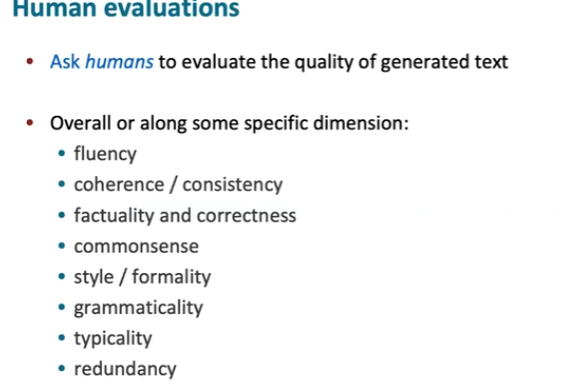 Human evaluations
• Ask humans to evaluate the quality of generated text
• Overall or along some specific dimension:
• fluency
• coherence / consistency
• factuality and correctness
• commonsense
• style / formality
• grammaticality
• typicality
• redundancy